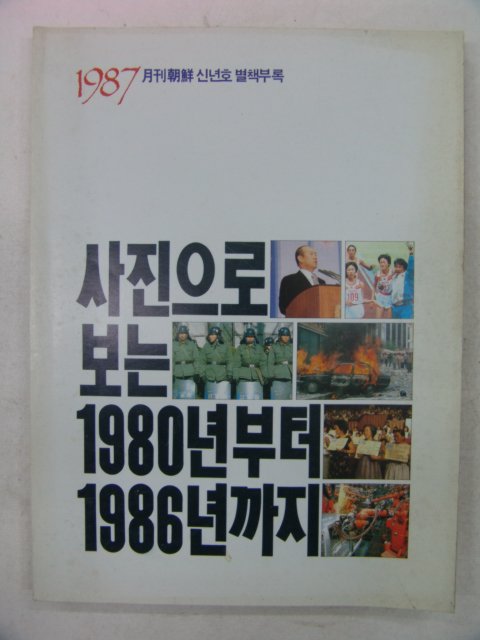 1987 月刊朝鮮 신년호 별책부록
사진으로
보는
1980년부터
1986년까지